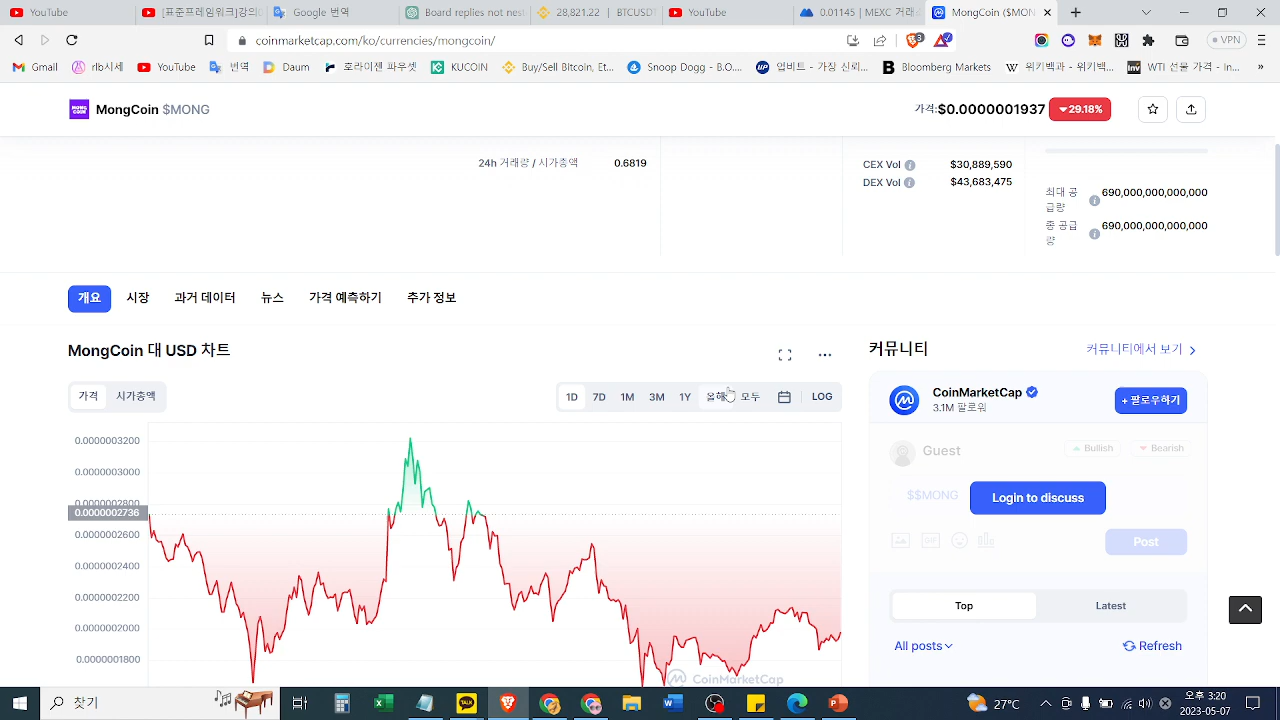 YouTube
[표준프레임워크]강의
Google 번역
Board replies not nest
28,821.22 | BTCUSDT
YouTube
0.01145 | MEXC 거래
MongCoin ($MON
coinmarketcap.com/ko/currencies/mongcoin/
3
VPN
Gmail
rlb시세
YouTube
번역
Daum
로라이젠 파우젯
KUCOIN
Buy/Sell Bitcoin, Et...
Snoop Dogg - B.O....
업비트 - 가장 신뢰...
Bloomberg Markets
위키백과 - 위키백...
WTI 선물 가격 - In...
»
MongCoin $MONG
가격:$0.0000001937
29.18%
24h 거래량 / 시가총액 0.6819
CEX Vol $30,889,590
DEX Vol $43,683,475
최대 공급량 690,000,000,000,000
총 공급량 690,000,000,000,000
개요 시장 과거 데이터 뉴스 가격 예측하기 추가 정보
MongCoin 대 USD 차트
커뮤니티
커뮤니티에서 보기
가격 시가총액
1D 7D 1M 3M 1Y 올해 모두 LOG
CoinMarketCap
3.1M 팔로워
+ 팔로우하기
0.0000003200
0.0000003000
0.0000002800
0.0000002736
0.0000002600
0.0000002400
0.0000002200
0.0000002000
0.0000001800
CoinMarketCap
Guest
Bullish
Bearish
$$MONG
Login to discuss
GIF
Post
Top
Latest
All posts
Refresh
찾기
27°C
오후 3:20
2023-05-07